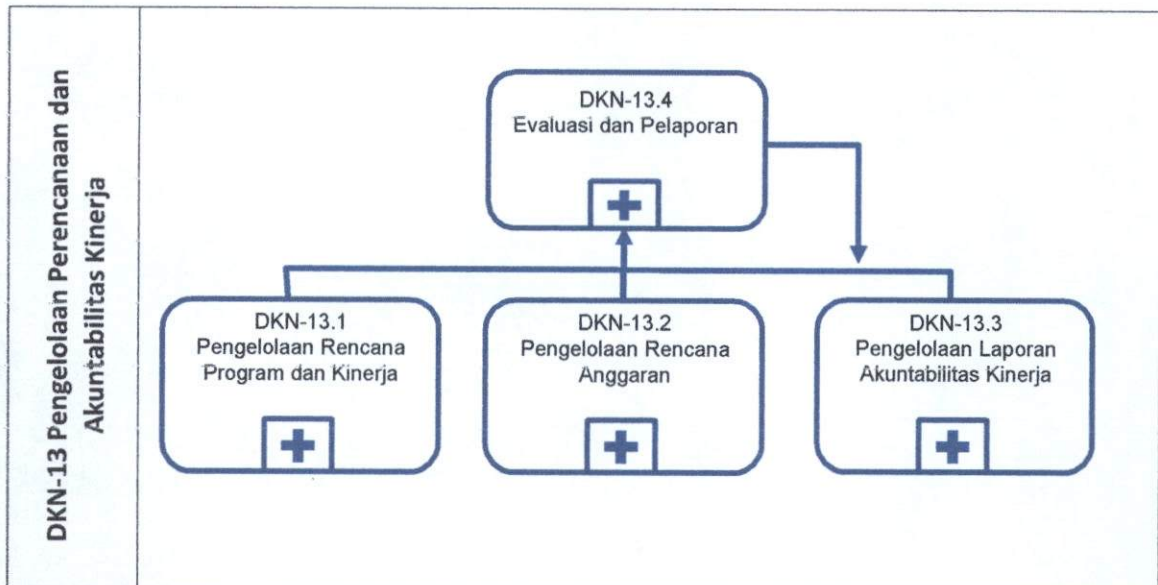 DKN-13 Pengelolaan Perencanaan dan
Akuntabilitas Kinerja
DKN-13.4
Evaluasi dan Pelaporan
DKN-13.1
Pengelolaan Rencana
Program dan Kinerja
DKN-13.2
Pengelolaan Rencana
Anggaran
DKN-13.3
Pengelolaan Laporan
Akuntabilitas Kinerja